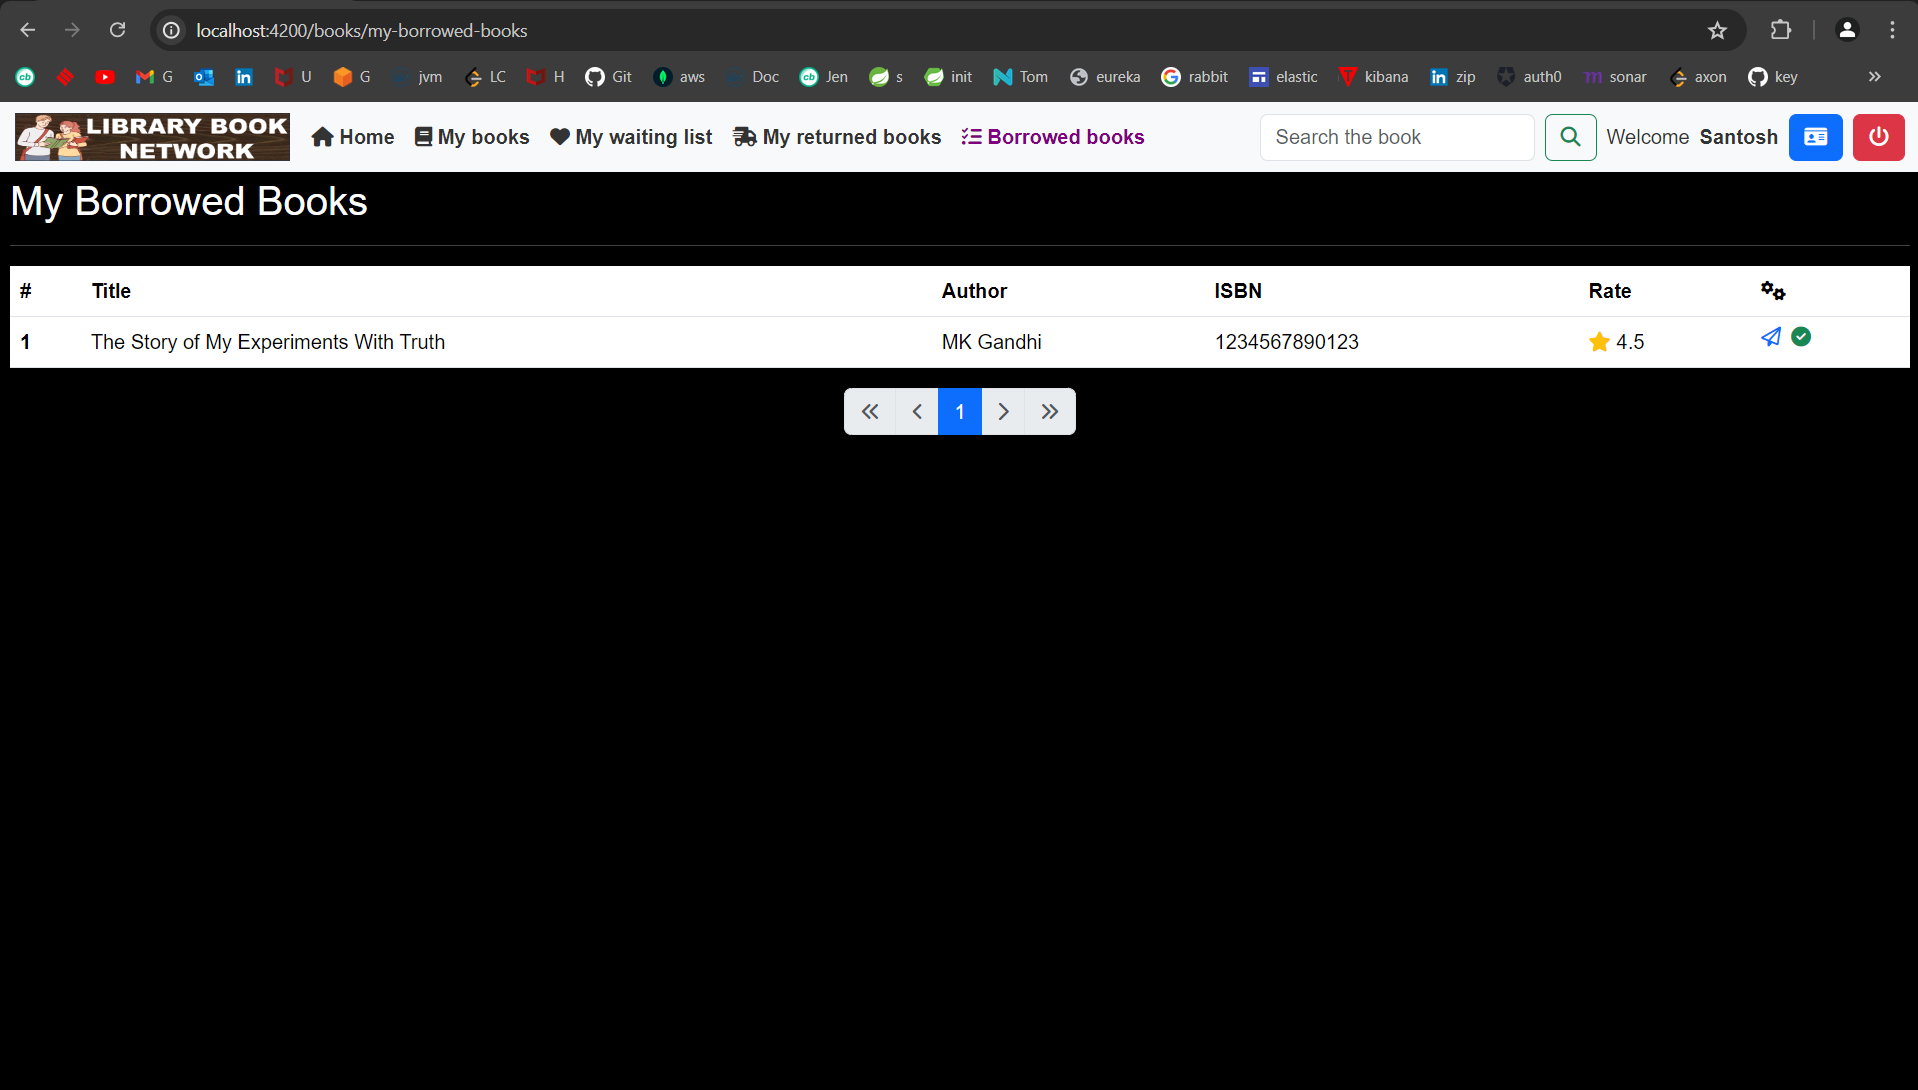 localhost:4200/books/my-borrowed-books
G U G jvm LC H Git aws Doc Jen s init Tom eureka rabbit elastic kibana zip auth0 sonar axon key
LIBRARY BOOK
NETWORK
Home My books My waiting list My returned books Borrowed books Search the book Welcome Santosh
My Borrowed Books
# Title Author ISBN Rate
1 The Story of My Experiments With Truth MK Gandhi 1234567890123 4.5
1